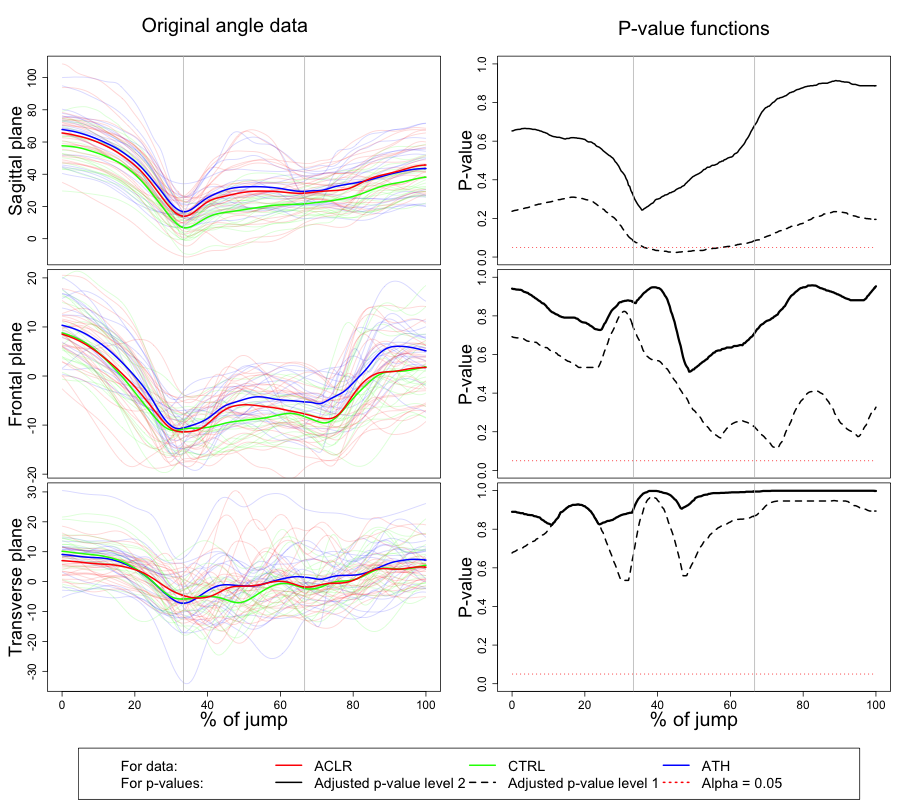 Original angle data
P-value functions
Sagittal plane
0 20 40 60 80 100
P-value
0.0 0.2 0.4 0.6 0.8 1.0
Frontal plane
-20 -10 0 10 20
P-value
0.0 0.2 0.4 0.6 0.8 1.0
Transverse plane
-30 -20 -10 0 10 20 30
P-value
0.0 0.2 0.4 0.6 0.8 1.0
0 20 40 60 80 100
0 20 40 60 80 100
% of jump
% of jump
For data: ACLR CTRL ATH
For p-values: Adjusted p-value level 2 Adjusted p-value level 1 Alpha = 0.05